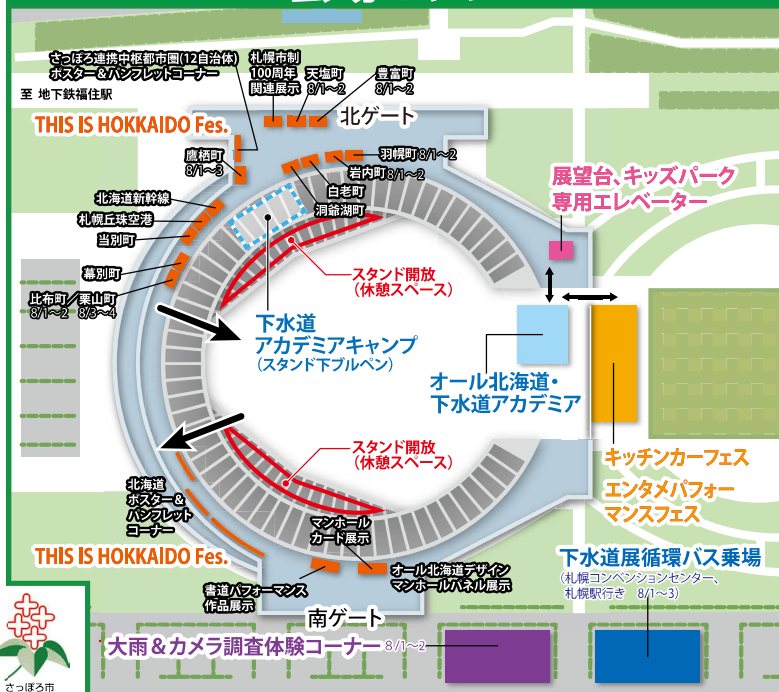 さっぽろ連携中枢都市圏(12自治体)
ポスター＆パンフレットコーナー
札幌市制
100周年
関連展示
天塩町
8/1～2
豊富町
8/1～2
至 地下鉄福住駅
THIS IS HOKKAIDO Fes.
北ゲート
鷹栖町
8/1～3
羽幌町 8/1～2
岩内町 8/1～2
白老町
洞爺湖町
北海道新幹線
札幌丘珠空港
当別町
幕別町
比布町／栗山町
8/1～2 8/3～4
展望台、キッズパーク
専用エレベーター
スタンド開放
（休憩スペース）
下水道
アカデミアキャンプ
（スタンド下ブルペン）
オール北海道・
下水道アカデミア
スタンド開放
（休憩スペース）
キッチンカーフェス
エンタメパフォー
マンスフェス
北海道
ポスター＆
パンフレット
コーナー
マンホール
カード展示
THIS IS HOKKAIDO Fes.
書道パフォーマンス
作品展示
オール北海道デザイン
マンホールパネル展示
下水道展循環バス乗場
（札幌コンベンションセンター、
札幌駅行き 8/1～3）
南ゲート
大雨＆カメラ調査体験コーナー 8/1～2
さっぽろ市